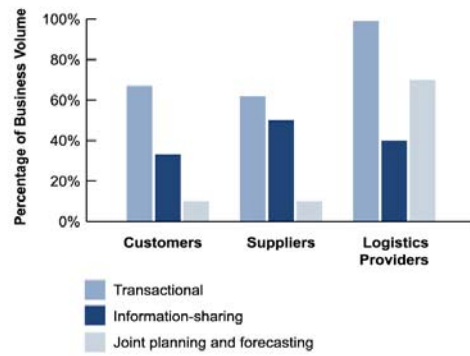 Percentage of Business Volume
100%
80%
60%
40%
20%
0%
Customers
Suppliers
Logistics
Providers
Transactional
Information-sharing
Joint planning and forecasting